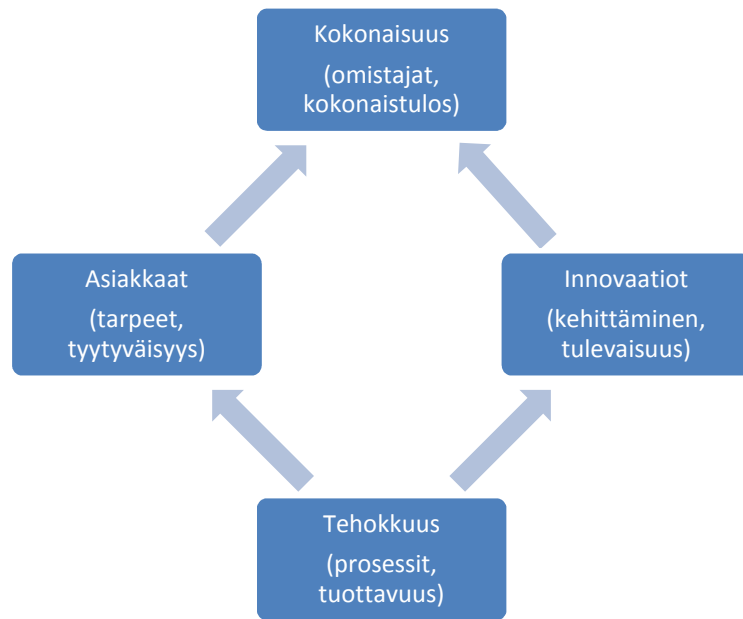 Kokonaisuus
(omistajat,
kokonaistulos)
Asiakkaat
(tarpeet,
tyytyväisyys)
Innovaatiot
(kehittäminen,
tulevaisuus)
Tehokkuus
(prosessit,
tuottavuus)